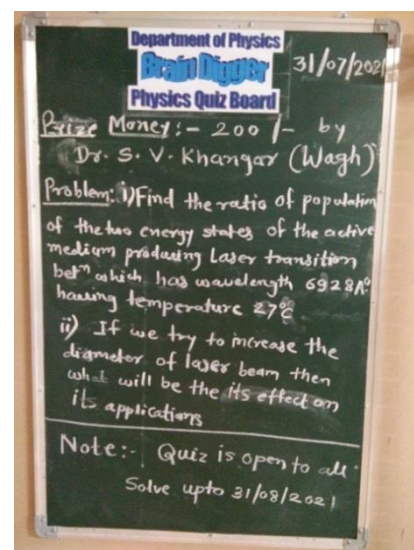 Department of Physics
Brain Digger
Physics Quiz Board
31/07/2021
Prize Money:- 200/- by
Dr. S. V. Khangar (Wagh)
Problem: i) Find the ratio of population
of the two energy states of the active
medium producing Laser transition
betⁿ which has wavelength 6928A°
having temperature 27°C
ii) If we try to increase the
diameter of laser beam then
what will be the its effect on
its applications
Note:- Quiz is open to all.
Solve upto 31/08/2021